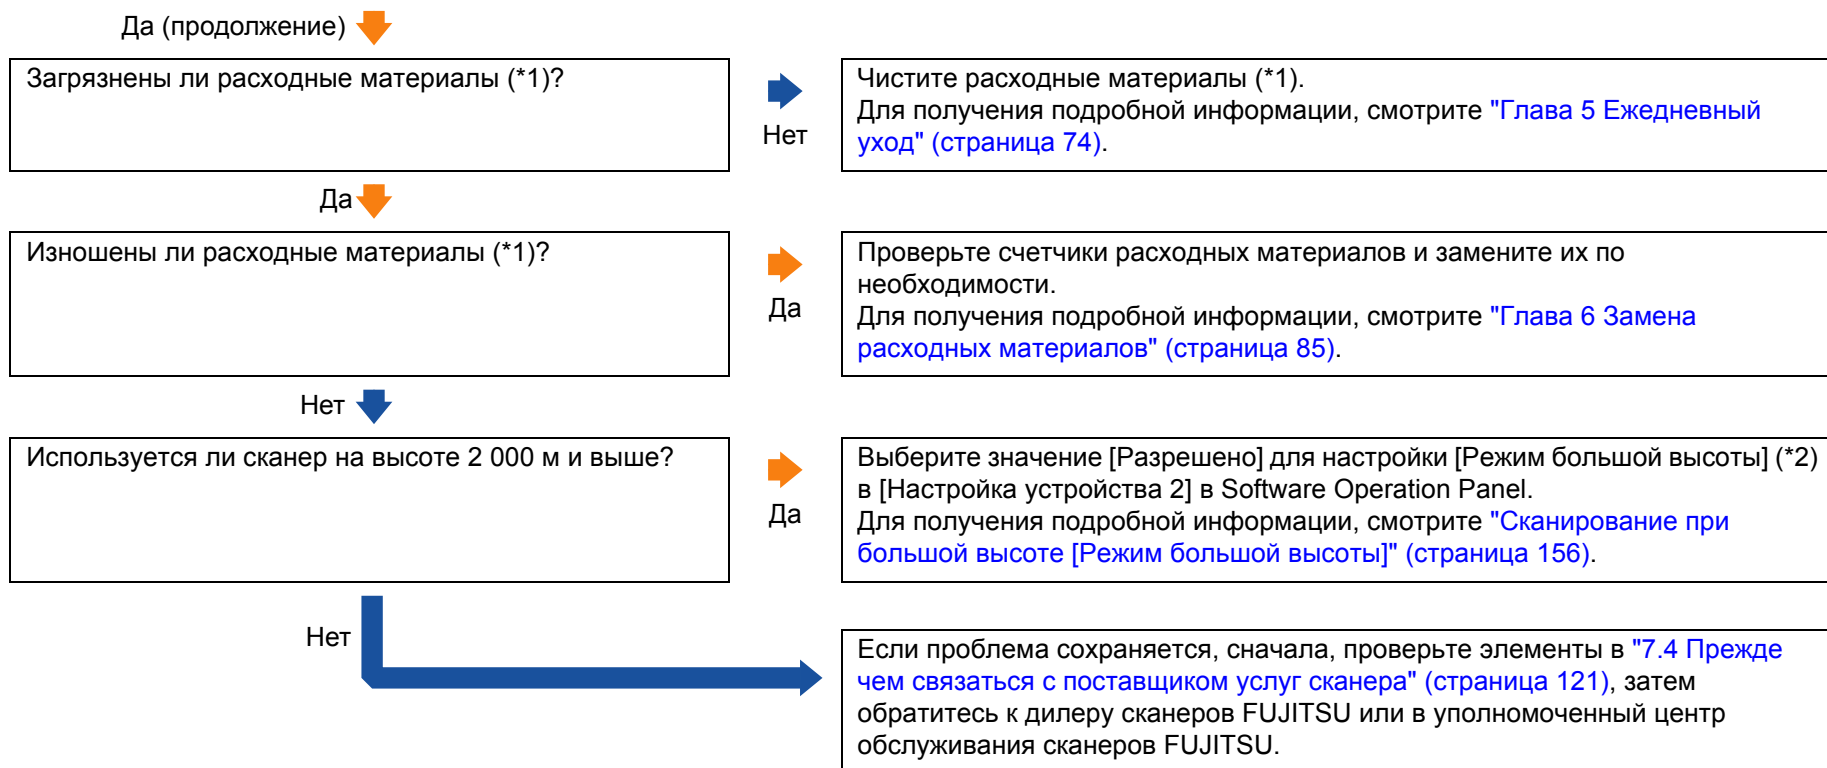 Да (продолжение)
Загрязнены ли расходные материалы (*1)?
Нет
Чистите расходные материалы (*1).
Для получения подробной информации, смотрите "Глава 5 Ежедневный
уход" (страница 74).
Да
Изношены ли расходные материалы (*1)?
Да
Проверьте счетчики расходных материалов и замените их по
необходимости.
Для получения подробной информации, смотрите "Глава 6 Замена
расходных материалов" (страница 85).
Нет
Используется ли сканер на высоте 2 000 м и выше?
Да
Выберите значение [Разрешено] для настройки [Режим большой высоты] (*2)
в [Настройка устройства 2] в Software Operation Panel.
Для получения подробной информации, смотрите "Сканирование при
большой высоте [Режим большой высоты]" (страница 156).
Нет
Если проблема сохраняется, сначала, проверьте элементы в "7.4 Прежде
чем связаться с поставщиком услуг сканера" (страница 121), затем
обратитесь к дилеру сканеров FUJITSU или в уполномоченный центр
обслуживания сканеров FUJITSU.